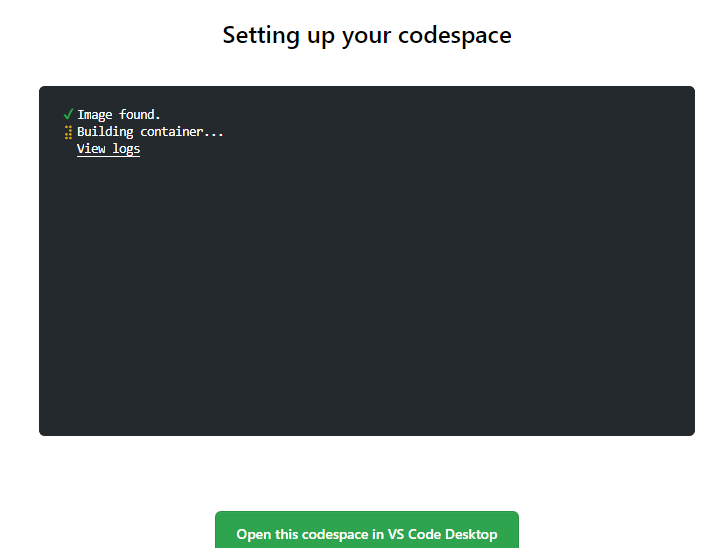 Setting up your codespace
✓ Image found.
Building container...
View logs
Open this codespace in VS Code Desktop